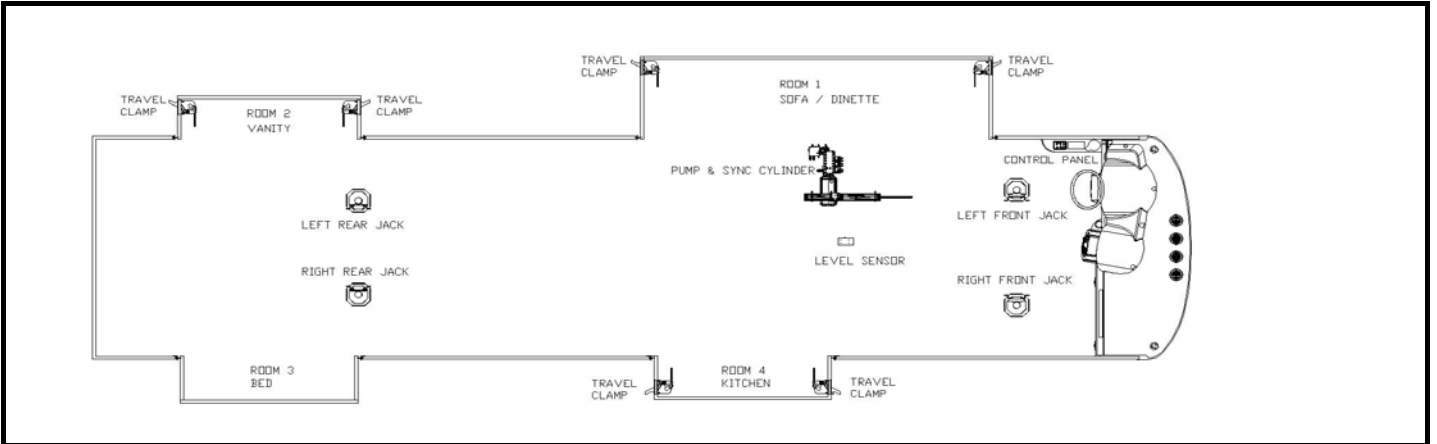 TRAVEL
CLAMP
TRAVEL
CLAMP
ROOM 1
SOFA / DINETTE
TRAVEL
CLAMP
TRAVEL
CLAMP
ROOM 2
VANITY
CONTROL PANEL
PUMP & SYNC CYLINDER
LEFT REAR JACK
LEFT FRONT JACK
LEVEL SENSOR
RIGHT REAR JACK
RIGHT FRONT JACK
ROOM 3
BED
ROOM 4
KITCHEN
TRAVEL
CLAMP
TRAVEL
CLAMP